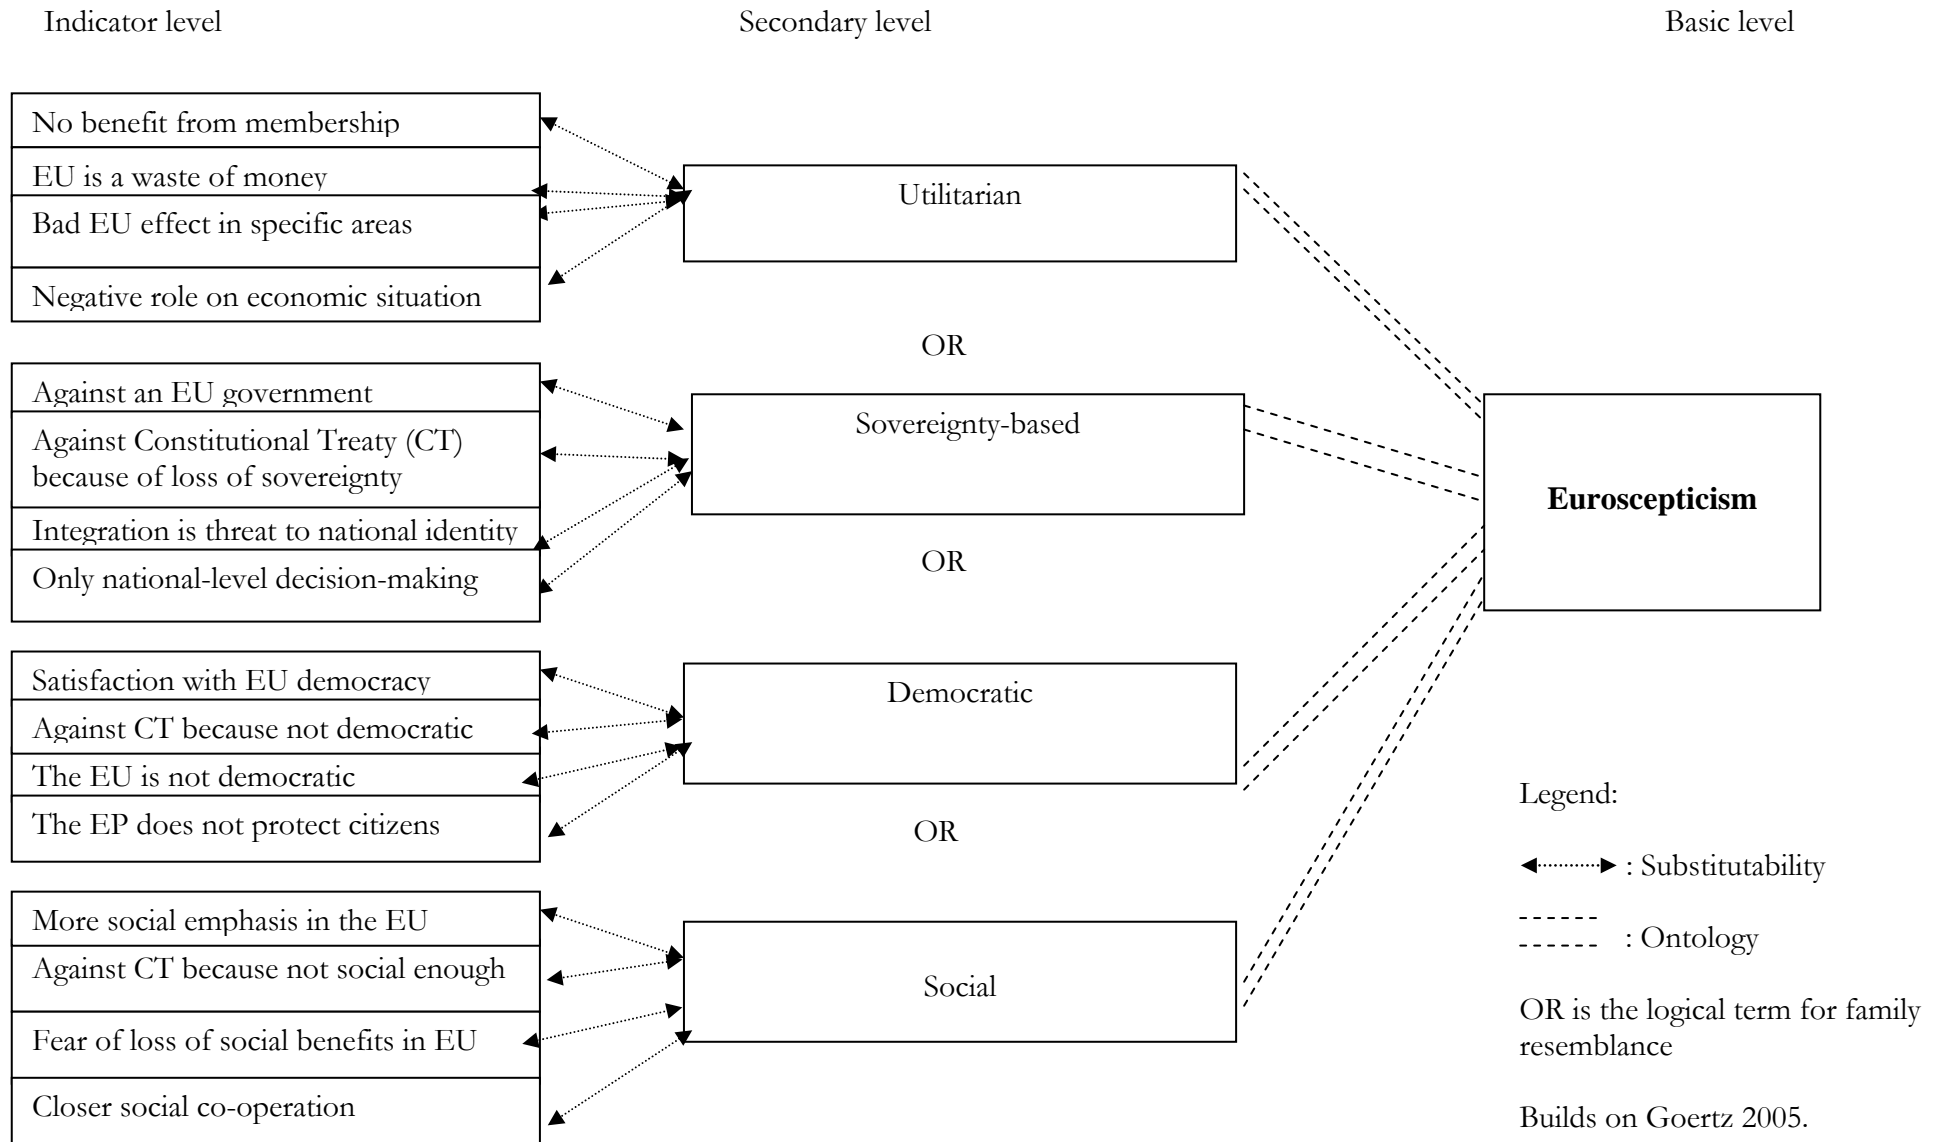 Indicator level
Secondary level
Basic level
No benefit from membership
EU is a waste of money
Bad EU effect in specific areas
Negative role on economic situation
Utilitarian
OR
Against an EU government
Against Constitutional Treaty (CT)
because of loss of sovereignty
Integration is threat to national identity
Only national-level decision-making
Sovereignty-based
OR
Euroscepticism
Satisfaction with EU democracy
Against CT because not democratic
The EU is not democratic
The EP does not protect citizens
Democratic
OR
More social emphasis in the EU
Against CT because not social enough
Fear of loss of social benefits in EU
Closer social co-operation
Social
Legend:
: Substitutability
: Ontology
OR is the logical term for family
resemblance
Builds on Goertz 2005.